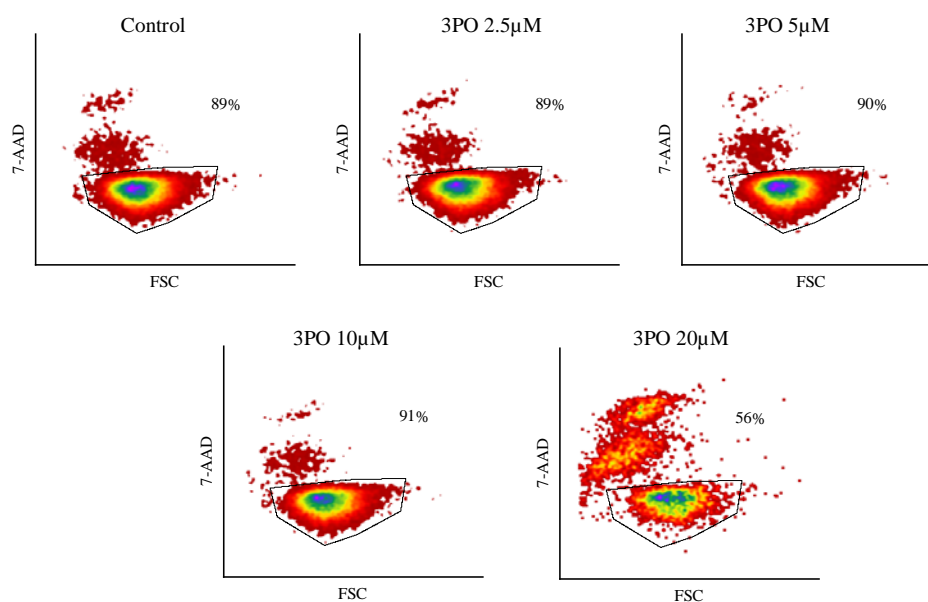 Control
3PO 2.5µM
3PO 5µM
89%
89%
90%
7-AAD
7-AAD
7-AAD
FSC
FSC
FSC
3PO 10µM
3PO 20µM
91%
56%
7-AAD
7-AAD
FSC
FSC